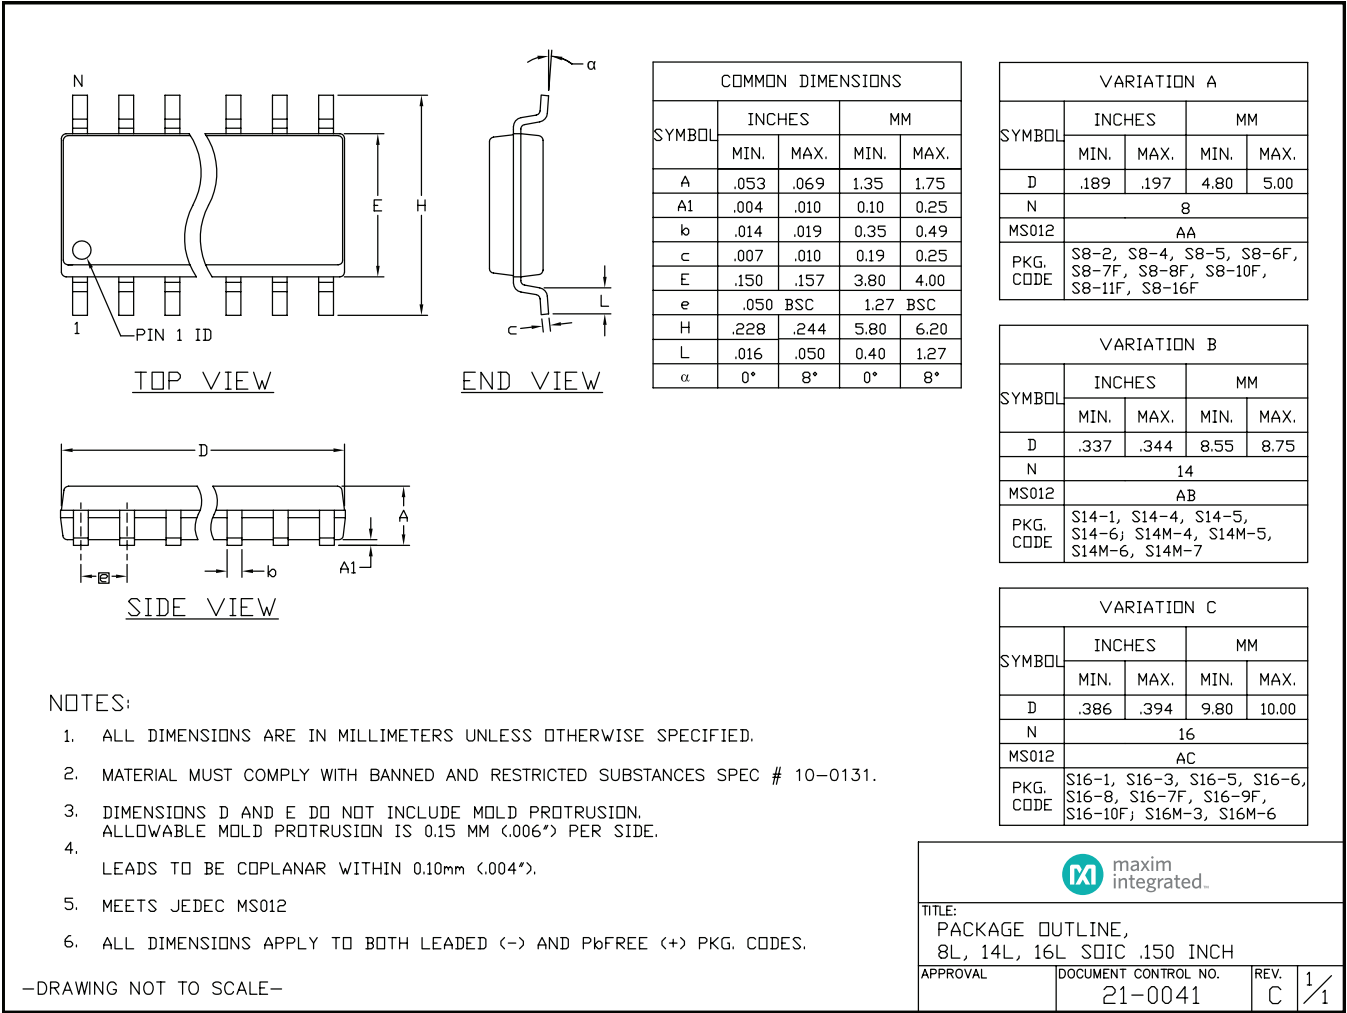 N
α
E
H
L
c
1
PIN 1 ID
TOP VIEW
END VIEW
D
A
e
b
A1
SIDE VIEW
COMMON DIMENSIONS
SYMBOL INCHES MM
MIN. MAX. MIN. MAX.
A .053 .069 1.35 1.75
A1 .004 .010 0.10 0.25
b .014 .019 0.35 0.49
c .007 .010 0.19 0.25
E .150 .157 3.80 4.00
e .050 BSC 1.27 BSC
H .228 .244 5.80 6.20
L .016 .050 0.40 1.27
α 0° 8° 0° 8°
VARIATION A
SYMBOL INCHES MM
MIN. MAX. MIN. MAX.
D .189 .197 4.80 5.00
N 8
MS012 AA
PKG. CODE
S8-2, S8-4, S8-5, S8-6F,
S8-7F, S8-8F, S8-10F,
S8-11F, S8-16F
VARIATION B
SYMBOL INCHES MM
MIN. MAX. MIN. MAX.
D .337 .344 8.55 8.75
N 14
MS012 AB
PKG. CODE
S14-1, S14-4, S14-5,
S14-6; S14M-4, S14M-5,
S14M-6, S14M-7
VARIATION C
SYMBOL INCHES MM
MIN. MAX. MIN. MAX.
D .386 .394 9.80 10.00
N 16
MS012 AC
PKG. CODE
S16-1, S16-3, S16-5, S16-6,
S16-8, S16-7F, S16-9F,
S16-10F; S16M-3, S16M-6
NOTES:
1. ALL DIMENSIONS ARE IN MILLIMETERS UNLESS OTHERWISE SPECIFIED.
2. MATERIAL MUST COMPLY WITH BANNED AND RESTRICTED SUBSTANCES SPEC # 10-0131.
3. DIMENSIONS D AND E DO NOT INCLUDE MOLD PROTRUSION.
ALLOWABLE MOLD PROTRUSION IS 0.15 MM (.006") PER SIDE.
4.
LEADS TO BE COPLANAR WITHIN 0.10mm (.004").
5. MEETS JEDEC MS012
6. ALL DIMENSIONS APPLY TO BOTH LEADED (-) AND PbFREE (+) PKG. CODES.
-DRAWING NOT TO SCALE-
maxim
integrated™
TITLE:
PACKAGE OUTLINE,
8L, 14L, 16L SOIC .150 INCH
APPROVAL
DOCUMENT CONTROL NO.
21-0041
REV.
C
1/1